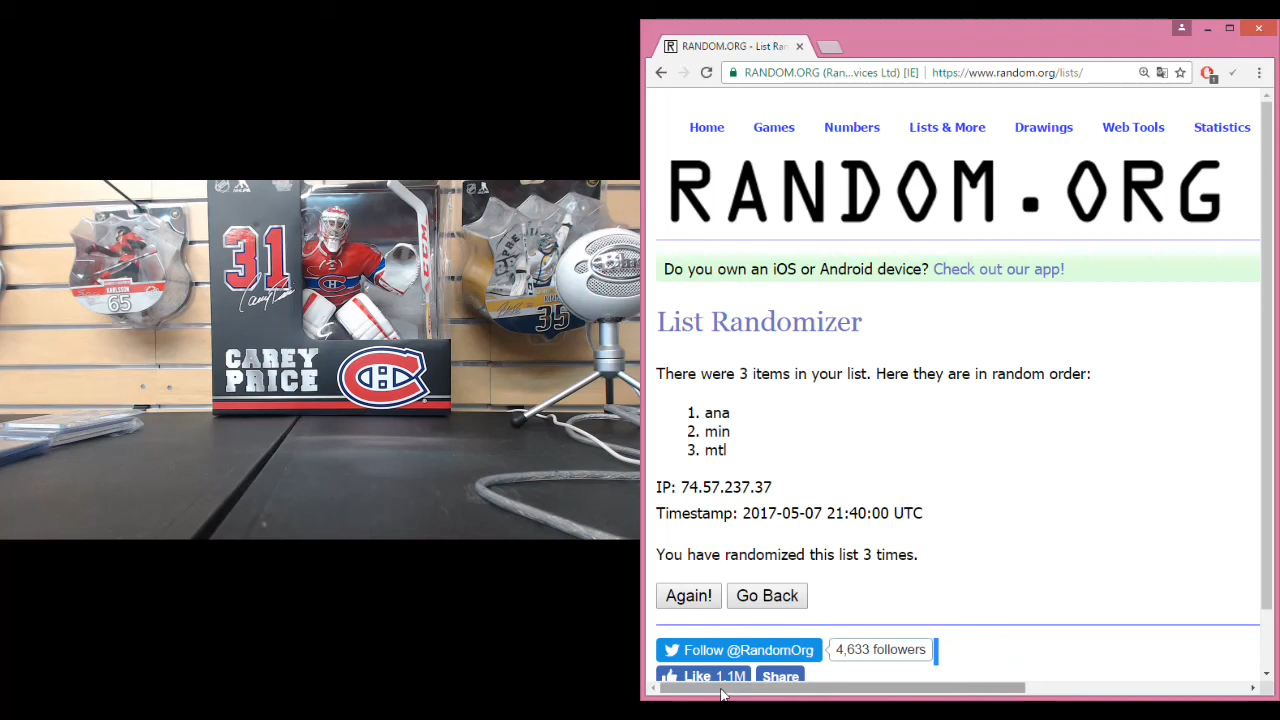 RANDOM.ORG - List Ran
RANDOM.ORG (Ran...vices Ltd) [IE]
https://www.random.org/lists/
1
Home Games Numbers Lists & More Drawings Web Tools Statistics
RANDOM.ORG
Do you own an iOS or Android device? Check out our app!
List Randomizer
There were 3 items in your list. Here they are in random order:
1. ana
2. min
3. mtl
IP: 74.57.237.37
Timestamp: 2017-05-07 21:40:00 UTC
You have randomized this list 3 times.
Again! Go Back
Follow @RandomOrg 4,633 followers
Like 1.1M Share
31
CAREY
PRICE
KARLSSON
65
35